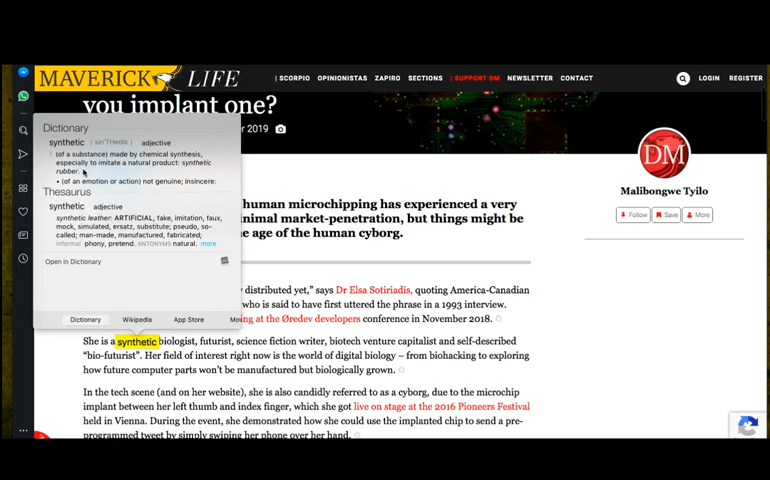 MAVERICK LIFE
| SCORPIO OPINIONISTAS ZAPIRO SECTIONS | SUPPORT DM NEWSLETTER CONTACT LOGIN REGISTER
you implant one?
er 2019
Dictionary
synthetic | sinˈTHedik | adjective
1 (of a substance) made by chemical synthesis,
especially to imitate a natural product: synthetic
rubber.
• (of an emotion or action) not genuine; insincere:
Thesaurus
synthetic adjective
synthetic leather: ARTIFICIAL, fake, imitation, faux,
mock, simulated, ersatz, substitute; pseudo, so-
called; man-made, manufactured, fabricated;
informal phony, pretend. ANTONYMS natural. more
Open in Dictionary
Dictionary Wikipedia App Store Mo
DM
Malibongwe Tyilo
Follow Save More
human microchipping has experienced a very
nimal market-penetration, but things might be
e age of the human cyborg.
y distributed yet,” says Dr Elsa Sotiriadis, quoting America-Canadian
who is said to have first uttered the phrase in a 1993 interview.
ng at the Øredev developers conference in November 2018.
She is a synthetic biologist, futurist, science fiction writer, biotech venture capitalist and self-described
“bio-futurist”. Her field of interest right now is the world of digital biology – from biohacking to exploring
how future computer parts won’t be manufactured but biologically grown.
In the tech scene (and on her website), she is also candidly referred to as a cyborg, due to the microchip
implant between her left thumb and index finger, which she got live on stage at the 2016 Pioneers Festival
held in Vienna. During the event, she demonstrated how she could use the implanted chip to send a pre-
programmed tweet by simply swiping her phone over her hand.